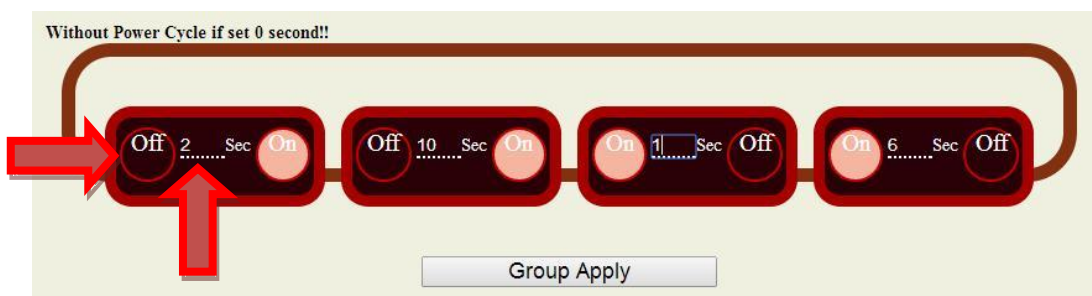 Without Power Cycle if set 0 second!!
Off 2 Sec On Off 10 Sec On On 1 Sec Off On 6 Sec Off
Group Apply